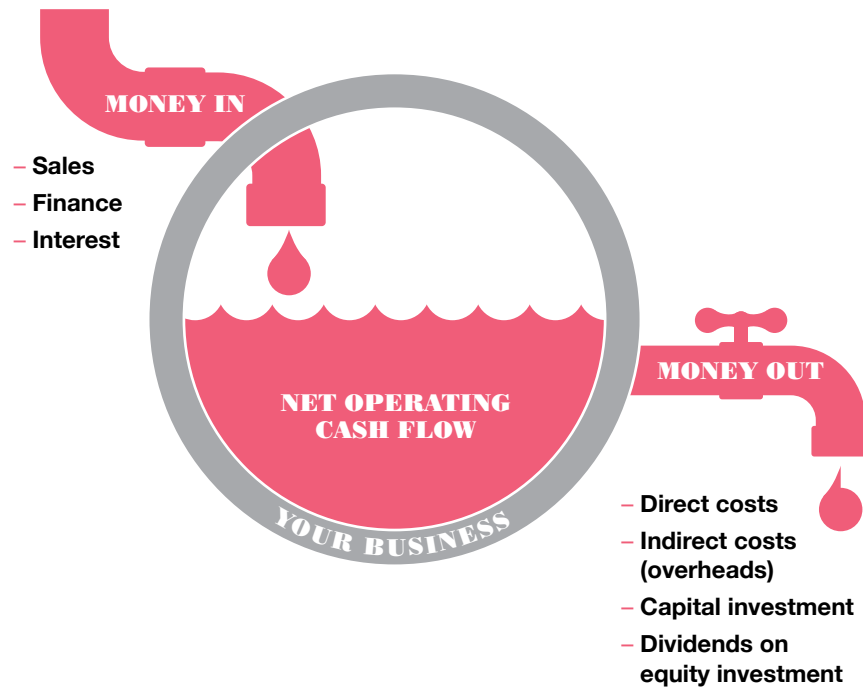 MONEY IN
– Sales
– Finance
– Interest
NET OPERATING
CASH FLOW
YOUR BUSINESS
MONEY OUT
– Direct costs
– Indirect costs
(overheads)
– Capital investment
– Dividends on
equity investment